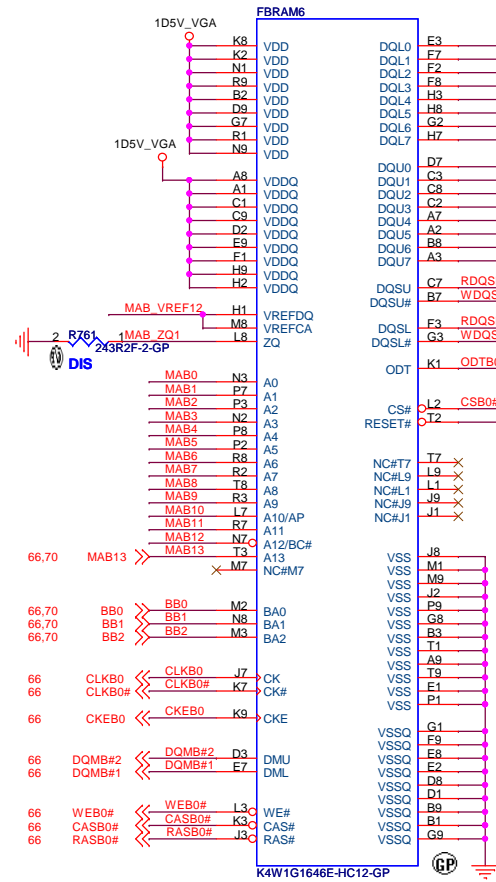 FBRAM6
1D5V_VGA
K8 VDD DQL0 E3
K2 VDD DQL1 F7
N1 VDD DQL2 F2
R9 VDD DQL3 F8
B2 VDD DQL4 H3
D9 VDD DQL5 H8
G7 VDD DQL6 G2
R1 VDD DQL7 H7
N9 VDD
1D5V_VGA
DQU0 D7
A8 VDDQ DQU1 C3
A1 VDDQ DQU2 C8
C1 VDDQ DQU3 C2
C9 VDDQ DQU4 A7
D2 VDDQ DQU5 A2
E9 VDDQ DQU6 B8
F1 VDDQ DQU7 A3
H9 VDDQ
H2 VDDQ
DQSU C7 RDQS
DQSU# B7 WDQS
MAB_VREF12 H1 VREFDQ
M8 VREFCA DQSL F3 RDQS
2 R761 1 MAB_ZQ1 L8 ZQ DQSL# G3 WDQS
243R2F-2-GP
DIS
ODT K1 ODTB0
MAB0 N3 A0
MAB1 P7 A1
MAB2 P3 A2 CS# L2 CSB0#
MAB3 N2 A3 RESET# T2
MAB4 P8 A4
MAB5 P2 A5
MAB6 R8 A6 NC#T7 T7
MAB7 R2 A7 NC#L9 L9
MAB8 T8 A8 NC#L1 L1
MAB9 R3 A9 NC#J9 J9
MAB10 L7 A10/AP NC#J1 J1
MAB11 R7 A11
MAB12 N7 A12/BC#
66,70 MAB13 MAB13 T3 A13 VSS J8
M7 NC#M7 VSS M1
VSS M9
VSS J2
66,70 BB0 BB0 M2 BA0 VSS P9
66,70 BB1 BB1 N8 BA1 VSS G8
66,70 BB2 BB2 M3 BA2 VSS B3
VSS T1
VSS A9
66 CLKB0 CLKB0 J7 CK VSS T9
66 CLKB0# CLKB0# K7 CK# VSS E1
VSS P1
66 CKEB0 CKEB0 K9 CKE
VSSQ G1
VSSQ F9
66 DQMB#2 DQMB#2 D3 DMU VSSQ E8
66 DQMB#1 DQMB#1 E7 DML VSSQ E2
VSSQ D8
VSSQ D1
66 WEB0# WEB0# L3 WE# VSSQ B9
66 CASB0# CASB0# K3 CAS# VSSQ B1
66 RASB0# RASB0# J3 RAS# VSSQ G9
GP
K4W1G1646E-HC12-GP